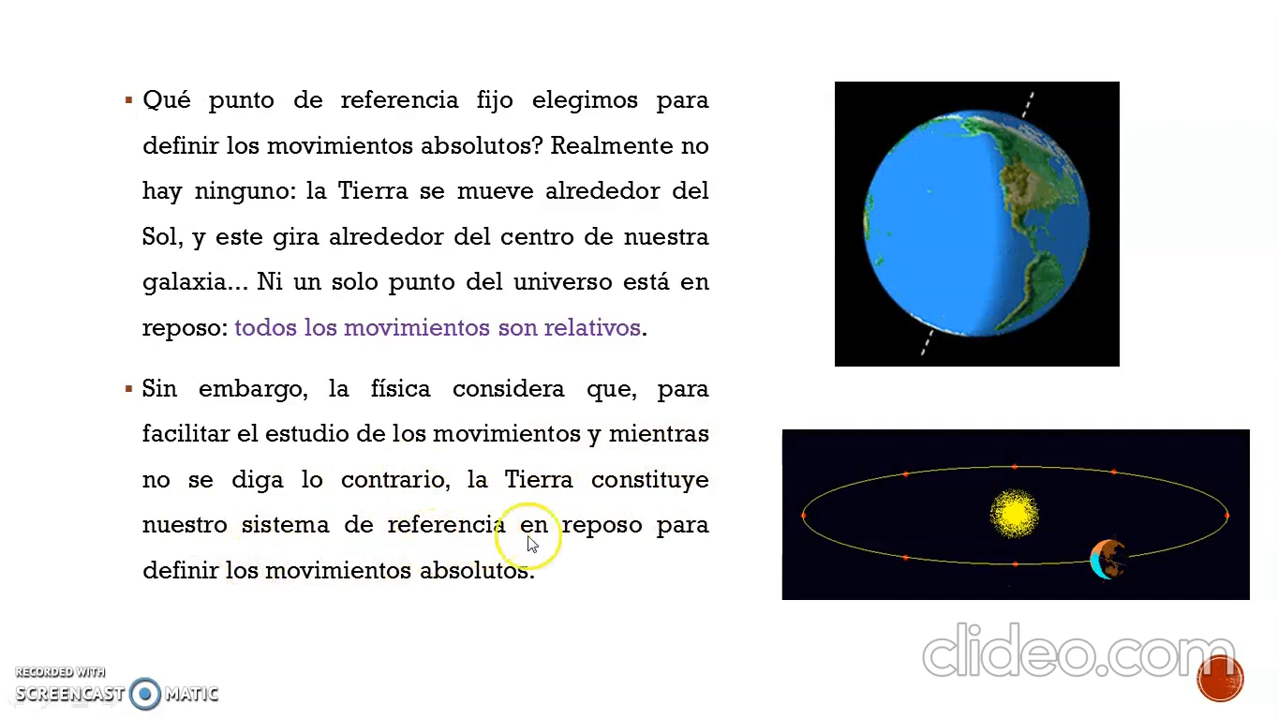 ▪ Qué punto de referencia fijo elegimos para
definir los movimientos absolutos? Realmente no
hay ninguno: la Tierra se mueve alrededor del
Sol, y este gira alrededor del centro de nuestra
galaxia... Ni un solo punto del universo está en
reposo: todos los movimientos son relativos.
▪ Sin embargo, la física considera que, para
facilitar el estudio de los movimientos y mientras
no se diga lo contrario, la Tierra constituye
nuestro sistema de referencia en reposo para
definir los movimientos absolutos.
clideo.com
RECORDED WITH
SCREENCAST MATIC